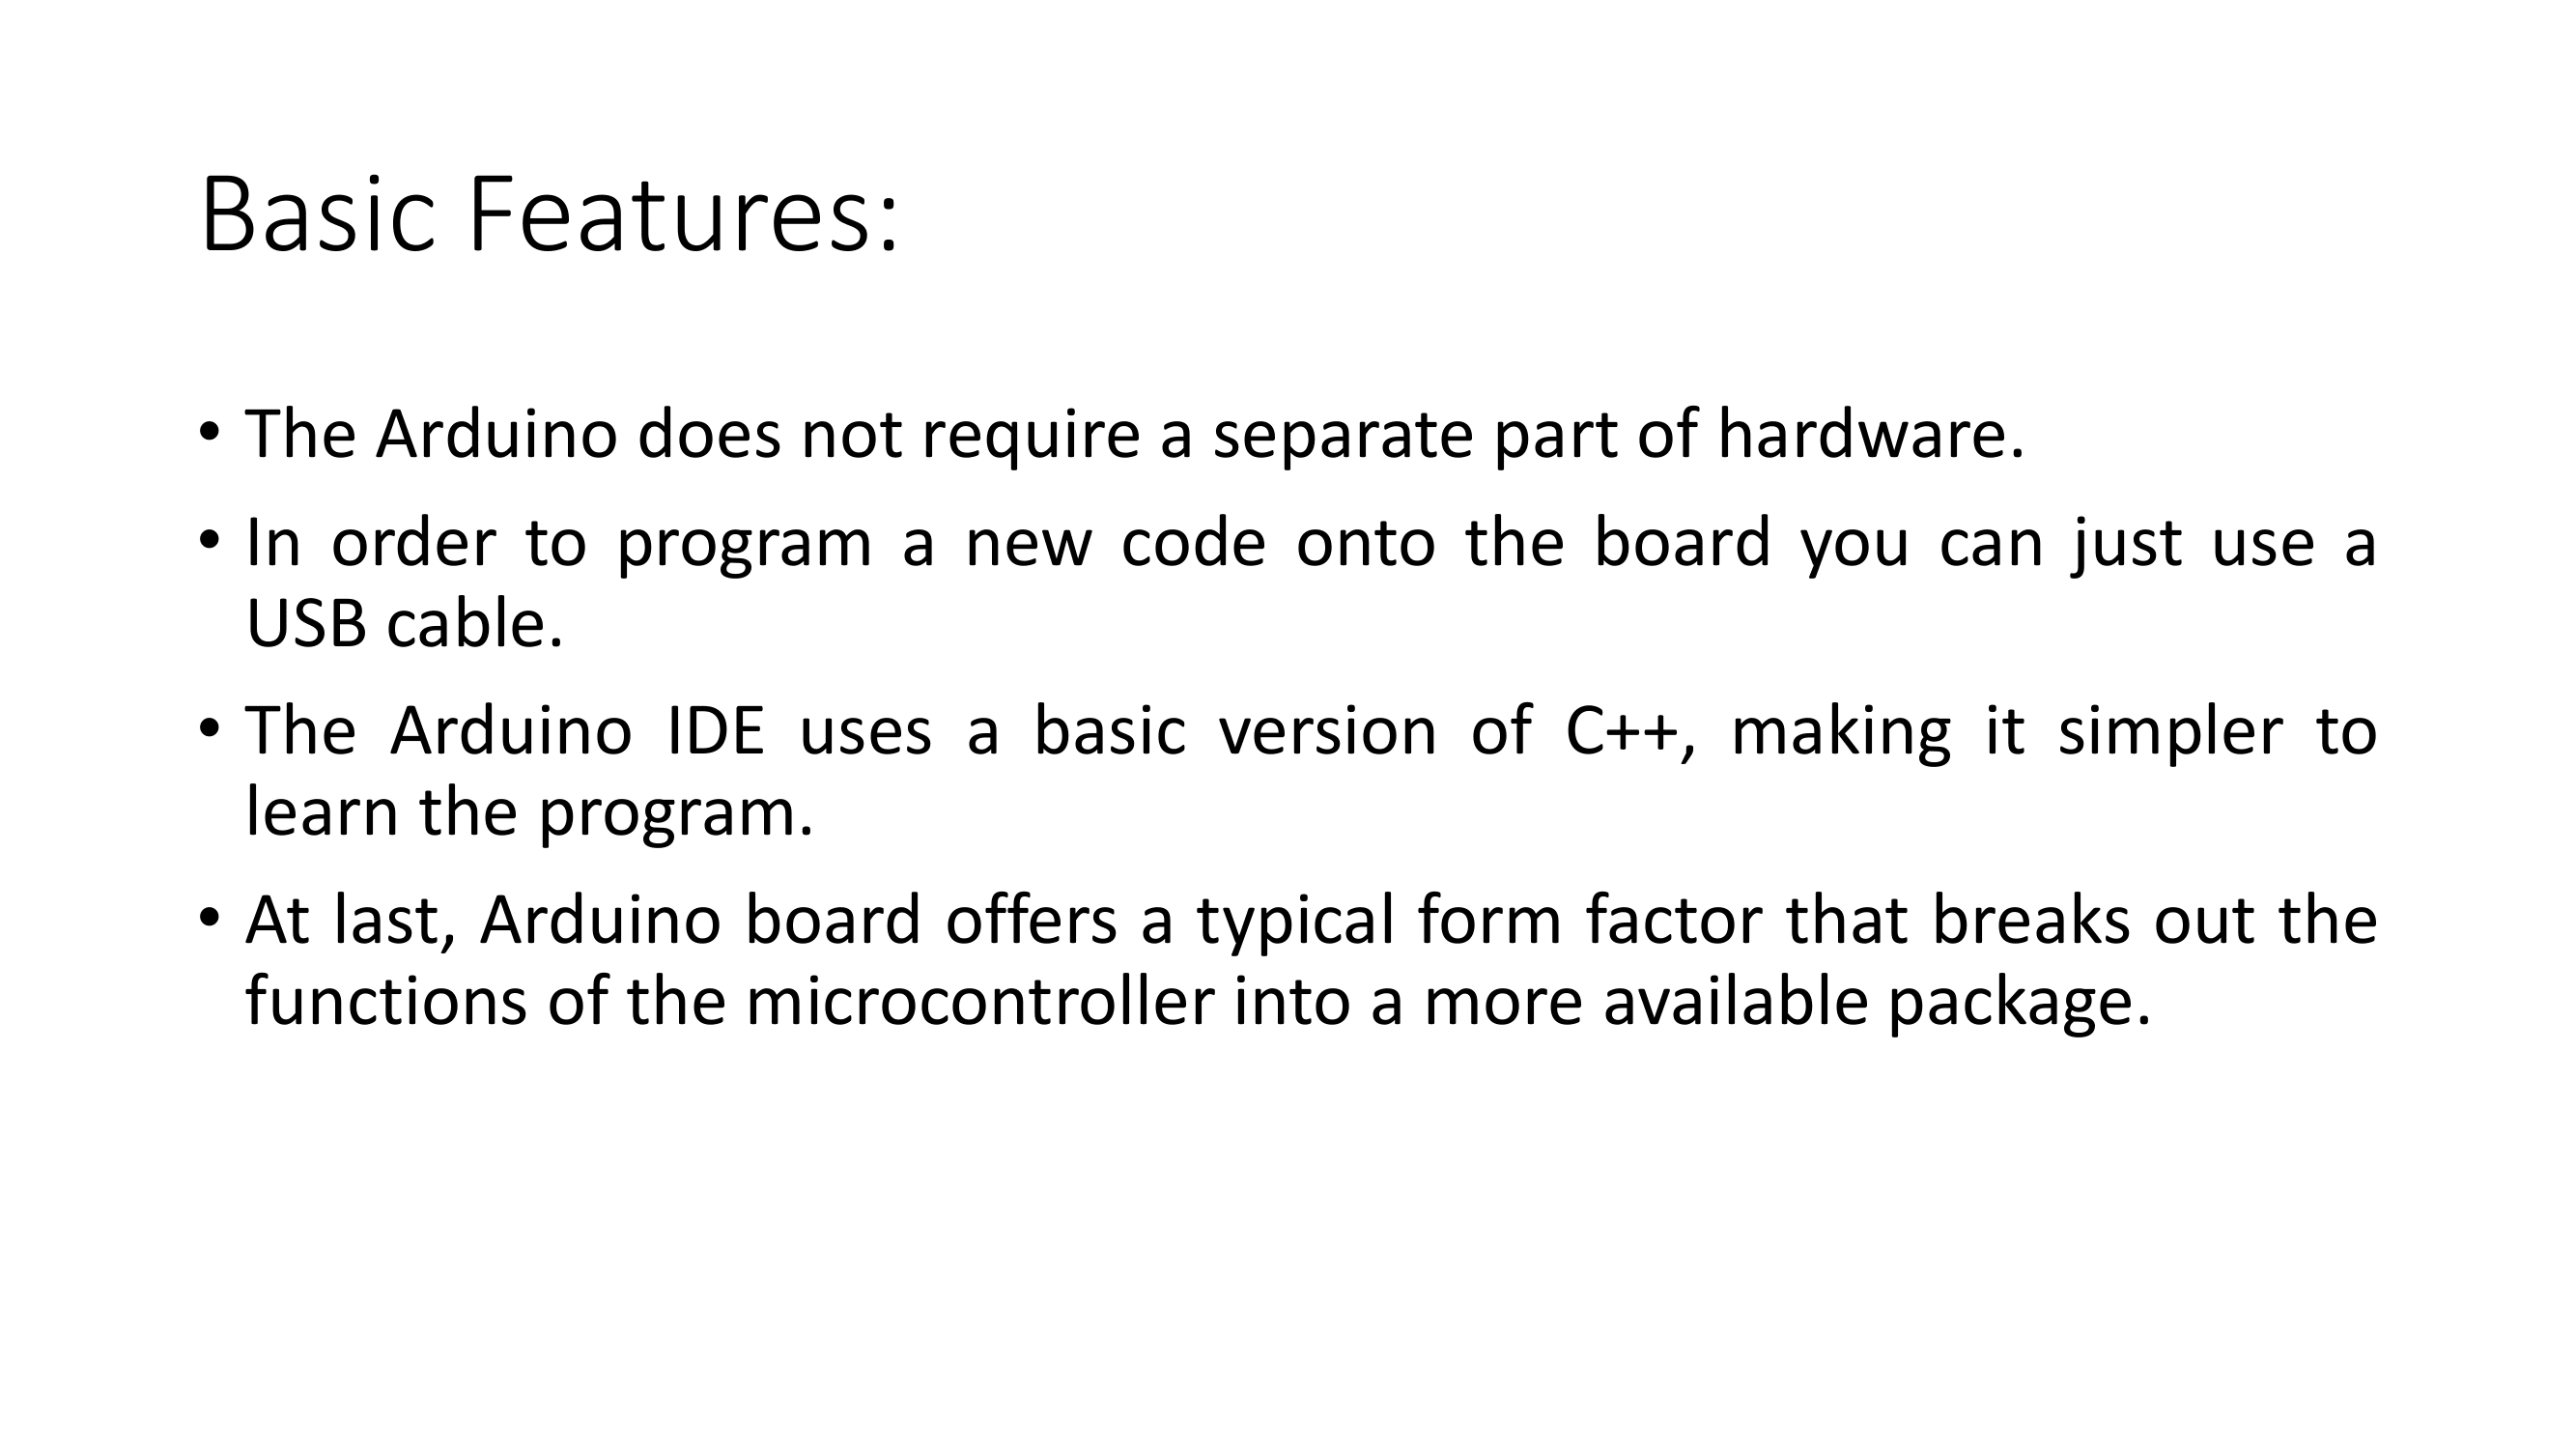 Basic Features:
• The Arduino does not require a separate part of hardware.
• In order to program a new code onto the board you can just use a
USB cable.
• The Arduino IDE uses a basic version of C++, making it simpler to
learn the program.
• At last, Arduino board offers a typical form factor that breaks out the
functions of the microcontroller into a more available package.